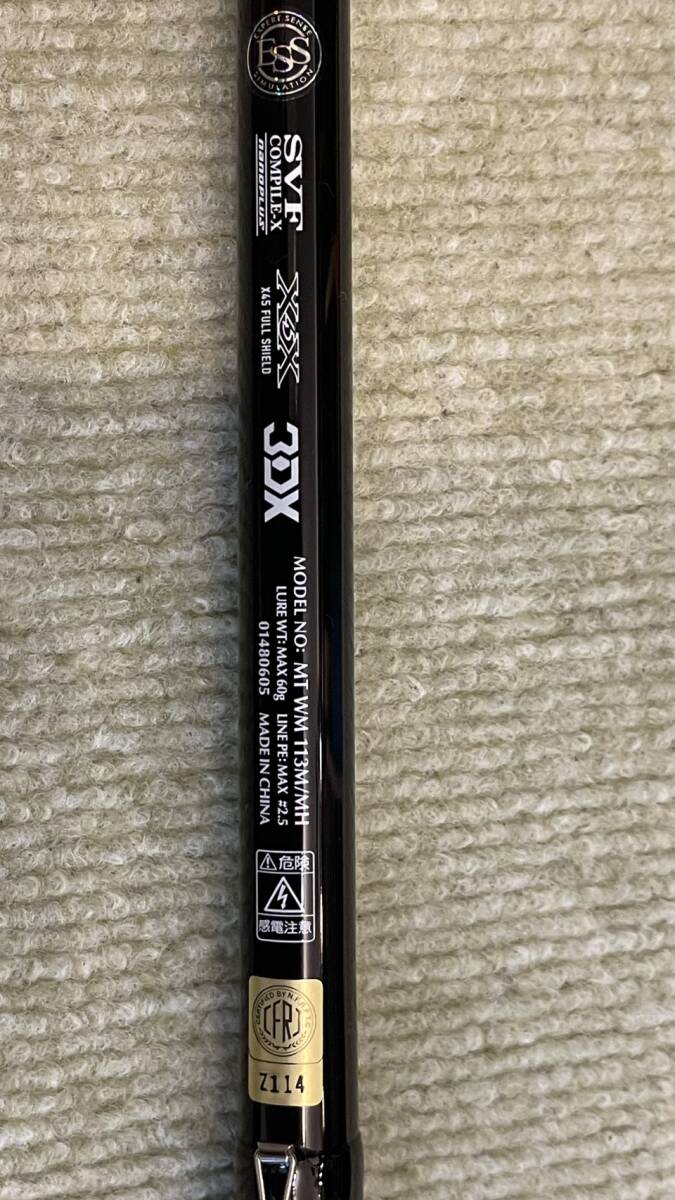 EXPERT SENSE
ESS
SIMULATION
SVF
COMPILE-X
nanoPLUS
X45X
X45 FULL SHIELD
3DX
MODEL NO: MT WM 113M/MH
LURE WT: MAX 60g LINE PE: MAX #2.5
01480605 MADE IN CHINA
⚠危険
感電注意
CERTIFIED BY N.F.R.T.C
CFRJ
Z114